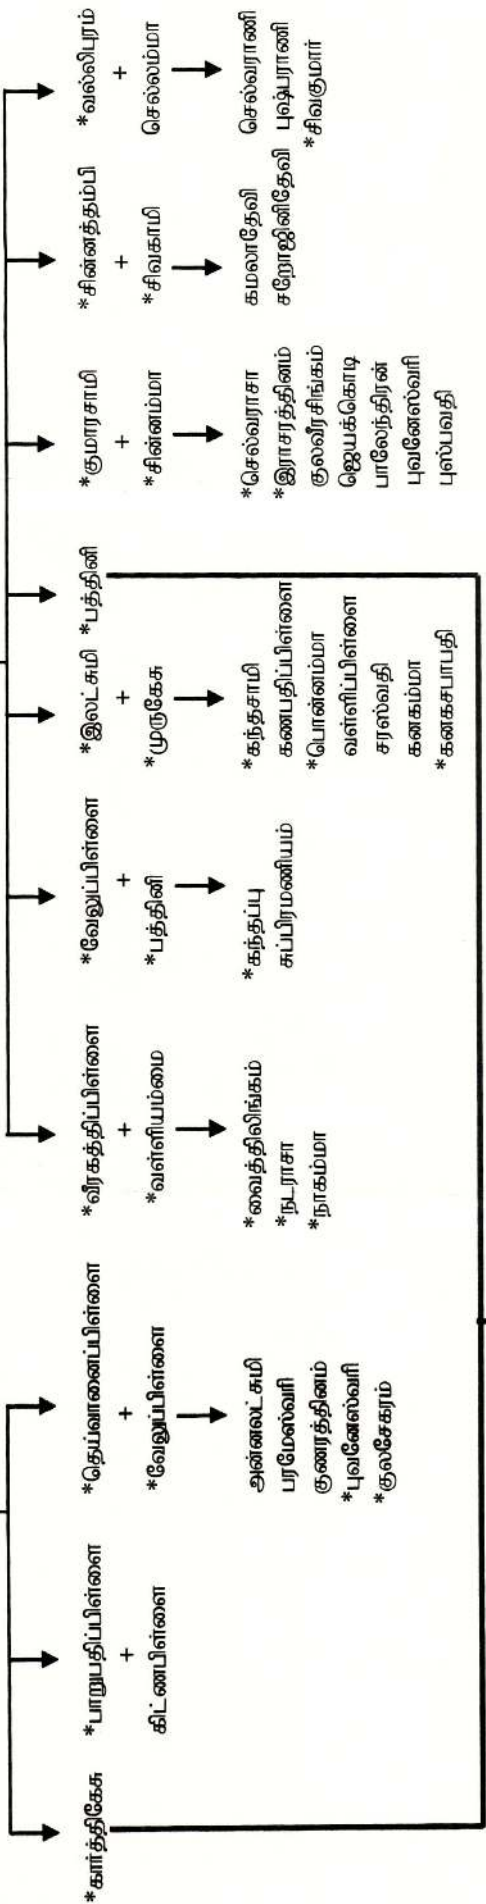 *கார்த்திகேசு
*பாறுபதிப்பிள்ளை
+
கிட்ணபிள்ளை
*தெய்வானைப்பிள்ளை
+
*வேலுப்பிள்ளை
அன்னலட்சுமி
பரமேஸ்வரி
குணரத்தினம்
*புவனேஸ்வரி
*குலசேகரம்
*வீரகத்திப்பிள்ளை
+
*வள்ளியம்மை
*வைத்திலிங்கம்
*நடராசா
*நாகம்மா
*வேலுப்பிள்ளை
+
*பத்தினி
*கந்தப்பு
சுப்பிரமணியம்
*இலட்சுமி
+
*முருகேசு
*கந்தசாமி
கணபதிப்பிள்ளை
*பொன்னம்மா
வள்ளிப்பிள்ளை
சரஸ்வதி
கனகம்மா
*கனகசபாபதி
*பத்தினி
*குமாரசாமி
+
*சின்னம்மா
*செல்வராசா
*இராசரத்தினம்
குலவீரசிங்கம்
ஜெயக்கொடி
பாலேந்திரன்
புவனேஸ்வரி
புஸ்பவதி
*சின்னத்தம்பி
+
*சிவகாமி
கமலாதேவி
சறோஜினிதேவி
*வல்லிபுரம்
+
செல்லம்மா
செல்வராணி
புஷ்பராணி
*சிவகுமார்